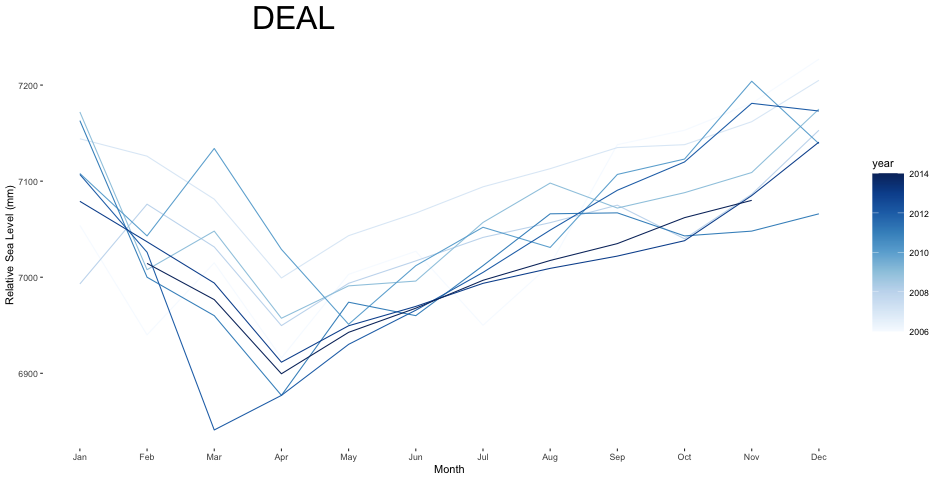 DEAL
Relative Sea Level (mm)
7200
7100
7000
6900
Jan Feb Mar Apr May Jun Jul Aug Sep Oct Nov Dec
Month
year
2014
2012
2010
2008
2006